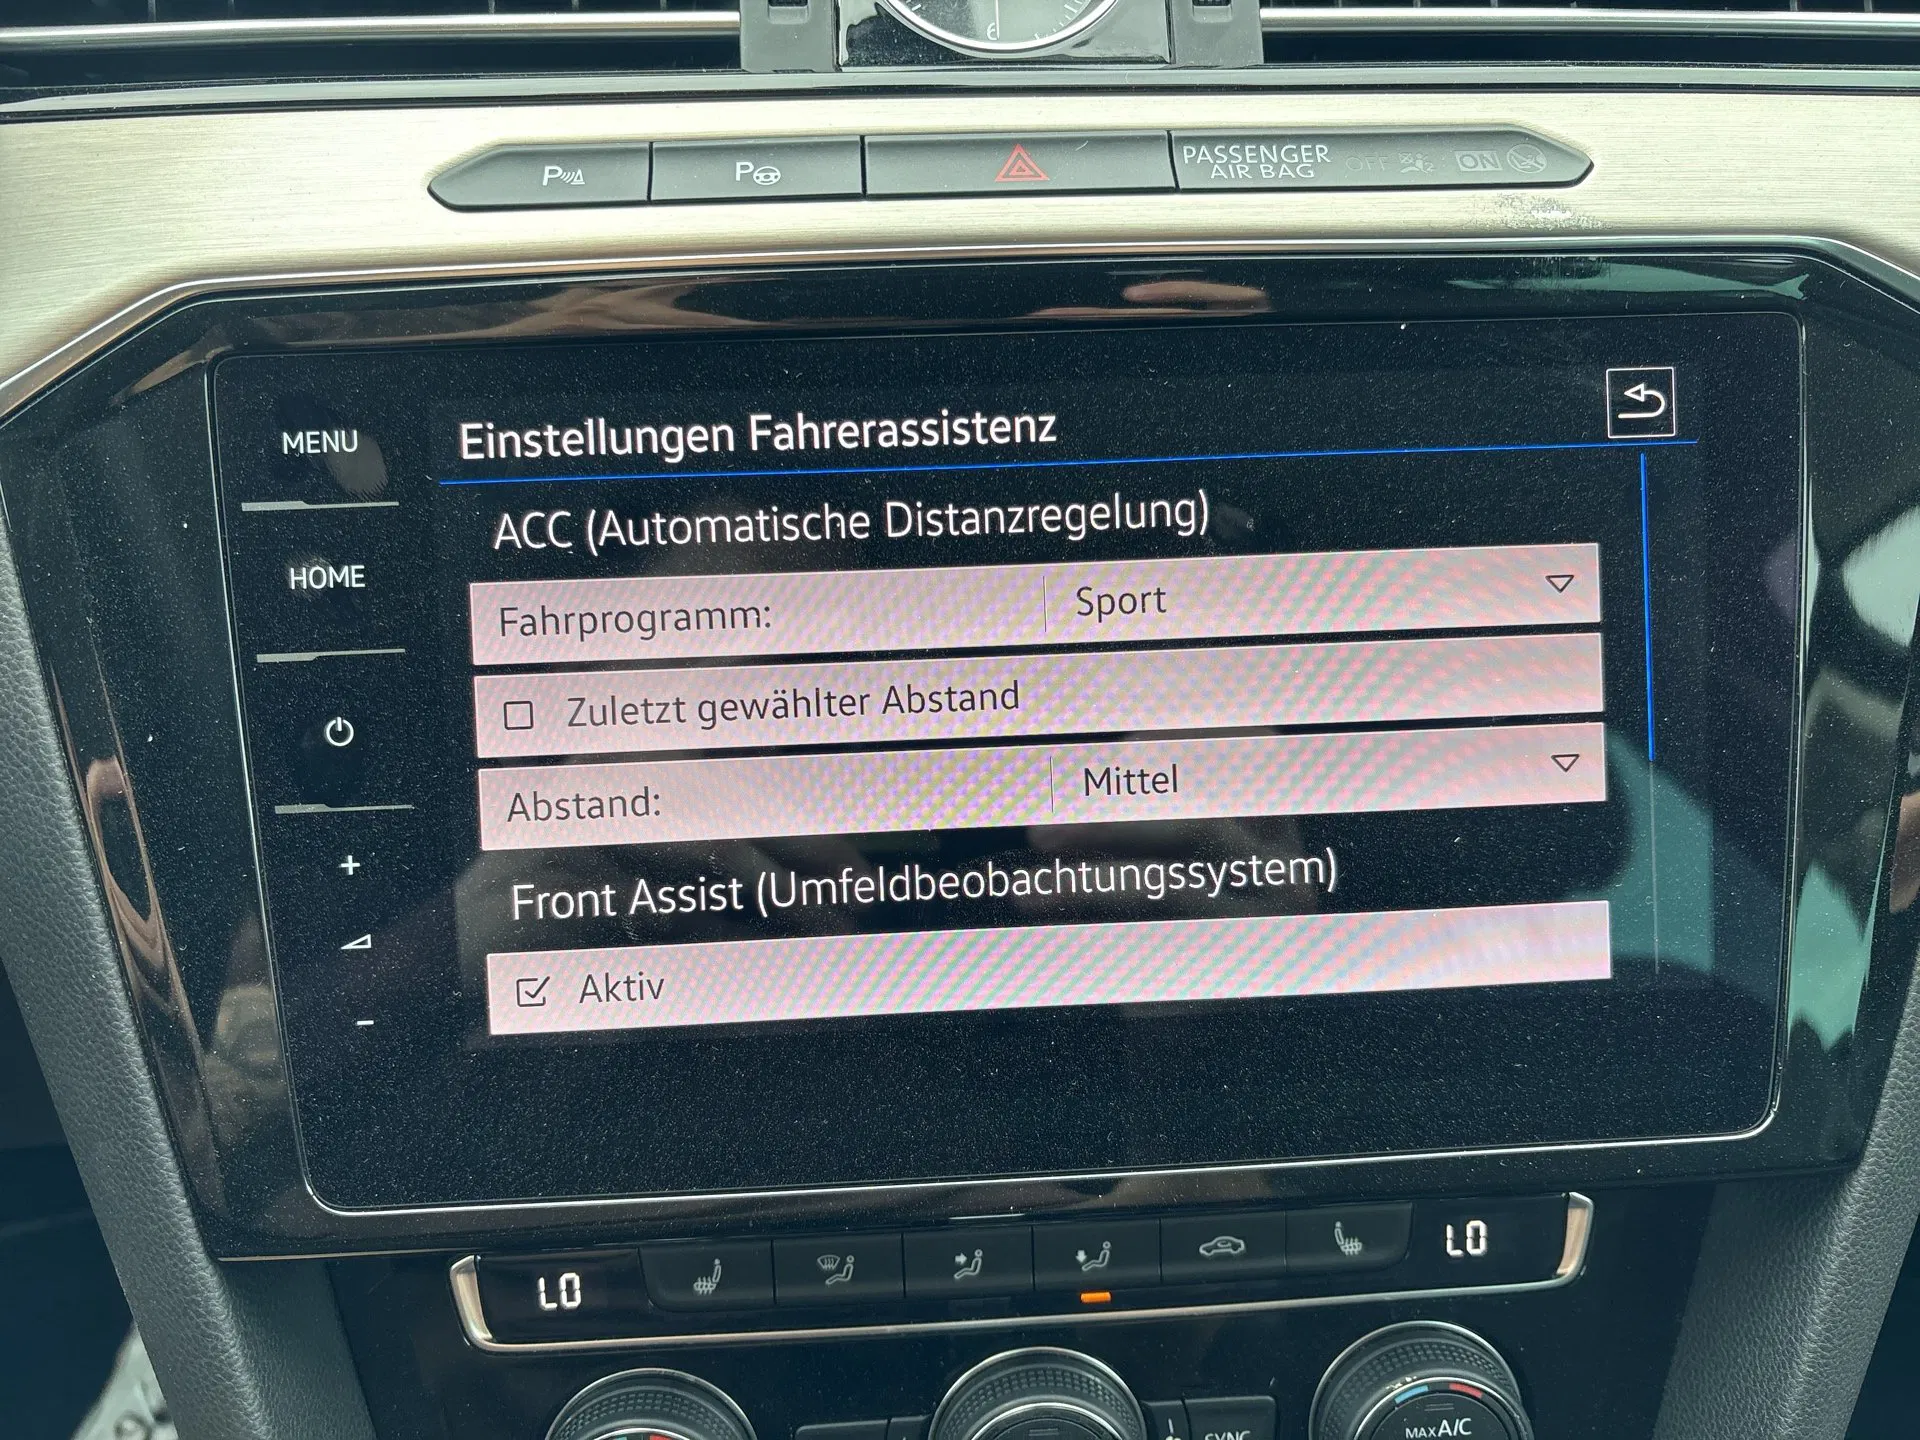 PASSENGER
AIR BAG OFF ON
MENU
HOME
Einstellungen Fahrerassistenz
ACC (Automatische Distanzregelung)
Fahrprogramm: Sport
Zuletzt gewählter Abstand
Abstand: Mittel
Front Assist (Umfeldbeobachtungssystem)
Aktiv
+
−
LO
LO
SYNC
MAX A/C